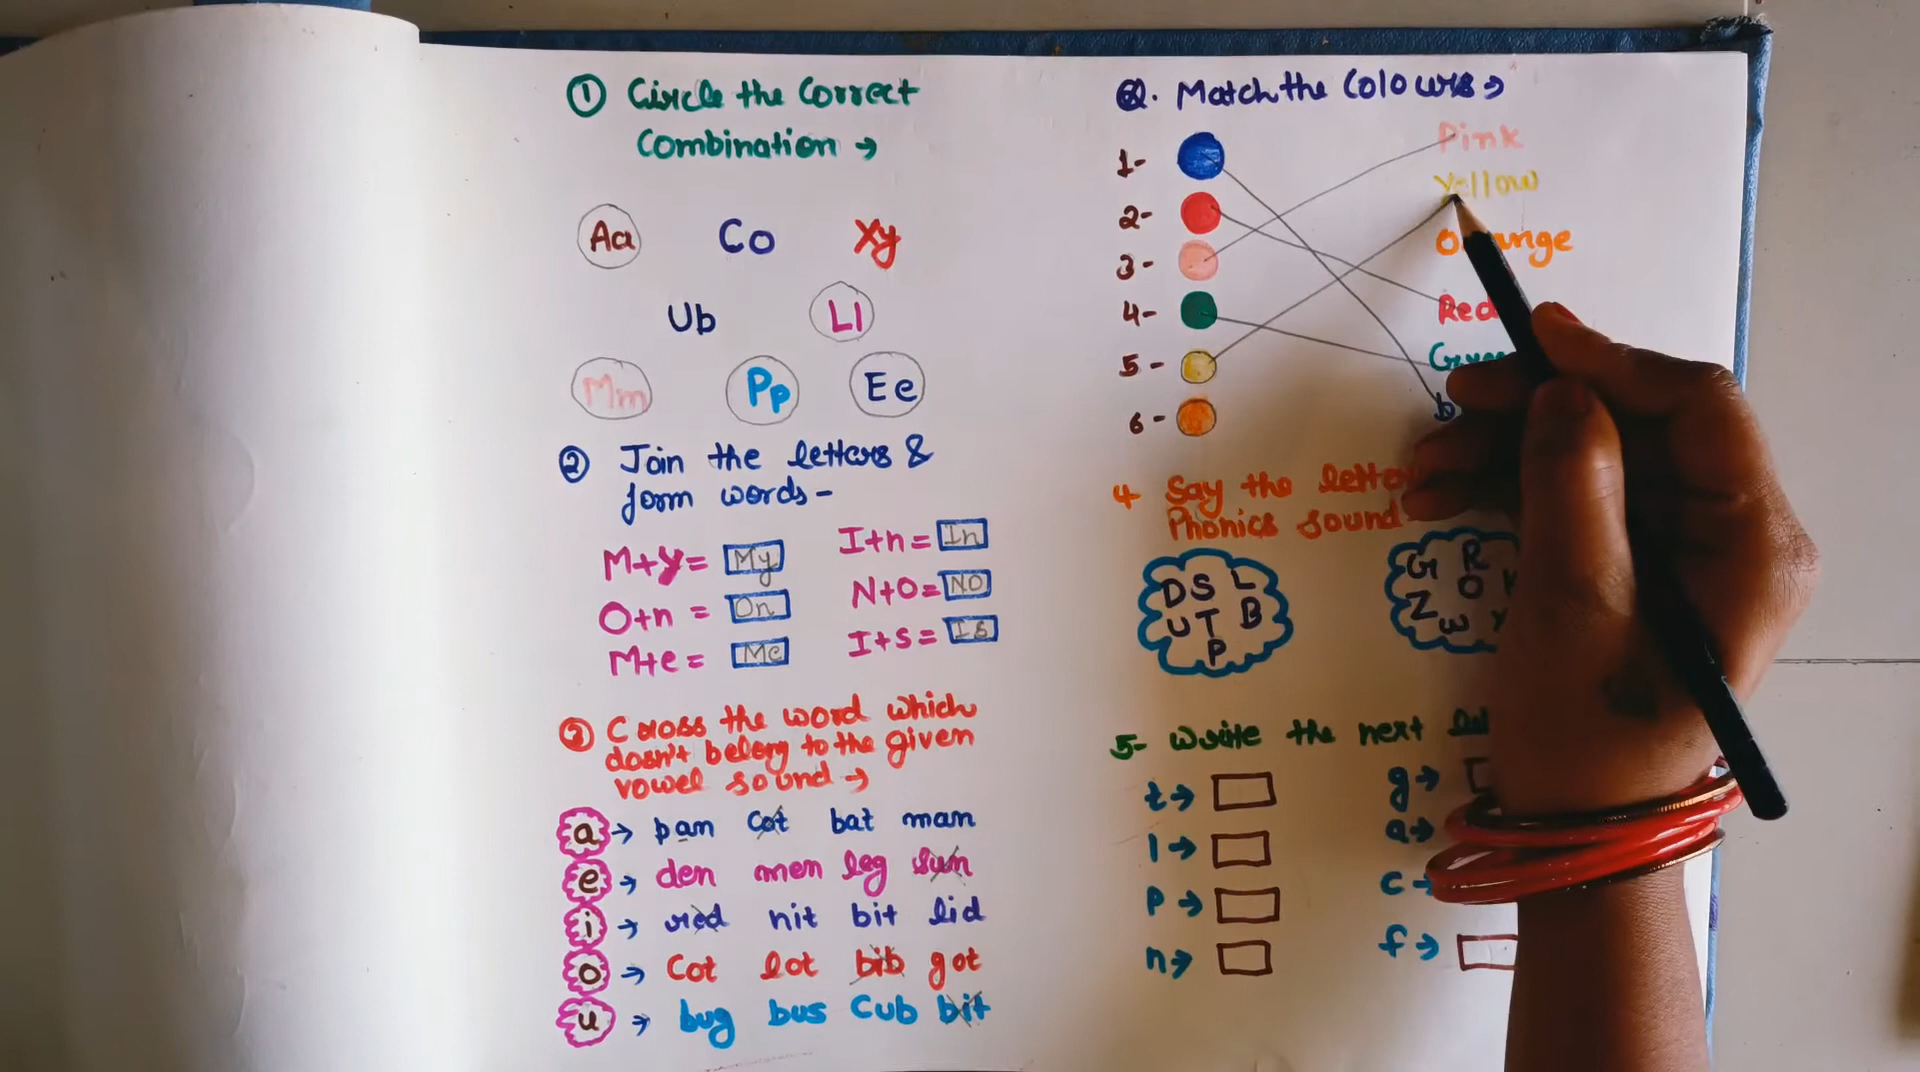 ① Circle the Correct
Combination →
Aa Co Xy
Ub Ll
Mm Pp Ee
② Join the letters &
form words -
M+y= My
I+n= In
O+n = On
N+O= NO
M+e= Me
I+S= Is
③ Cross the word which
dosn't belong to the given
vowel sound →
a → pan cot bat man
e → den men leg sun
i → red nit bit lid
o → Cot lot bib got
u → bug bus Cub bit
Q. Match the Colours →
1-
2-
3-
4-
5-
6-
Pink
Yellow
Red
4 Say the
Phonics sound
D S L
U T B
P
G R
O
Z W Y
5- Write the next
t →
l →
p →
n →
g →
a →
c →
f →